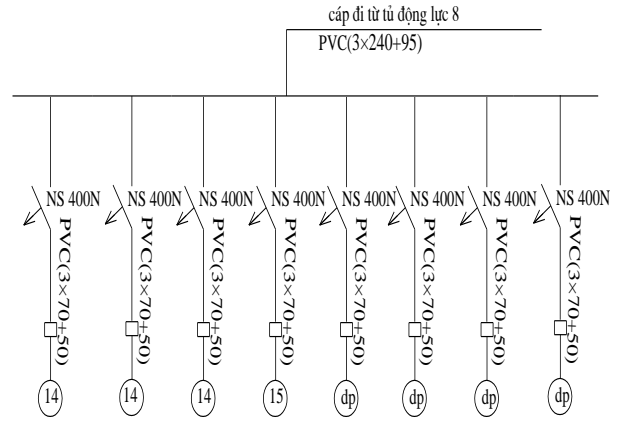 cáp đi từ tủ động lực 8
PVC(3×240+95)
NS 400N
NS 400N
NS 400N
NS 400N
NS 400N
NS 400N
NS 400N
NS 400N
PVC(3×70+50)
PVC(3×70+50)
PVC(3×70+50)
PVC(3×70+50)
PVC(3×70+50)
PVC(3×70+50)
PVC(3×70+50)
PVC(3×70+50)
14
14
14
15
dp
dp
dp
dp